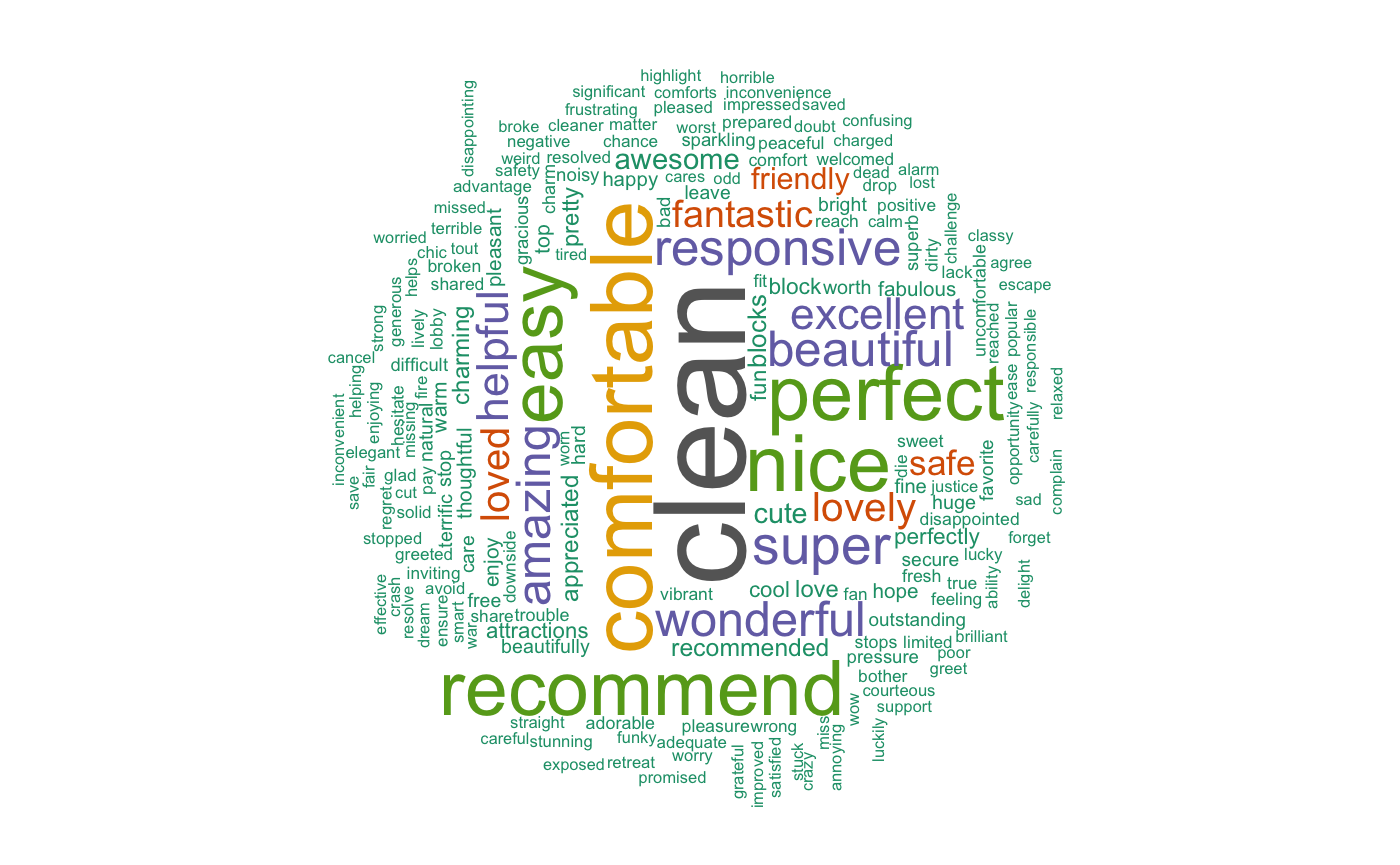 highlight
horrible
significant
comforts
inconvenience
frustrating
pleased
impressed
saved
disappointing
broke
cleaner
matter
worst
prepared
doubt
confusing
negative
chance
sparkling
peaceful
charged
weird
resolved
awesome
comfort
welcomed
safety
noisy
happy
cares
odd
friendly
dead
alarm
advantage
charm
leave
drop
lost
missed
pretty
bad
fantastic
bright
positive
terrible
pleasant
gracious
top
reach
calm
worried
chic
tout
tired
responsive
superb
dirty
challenge
classy
broken
helps
shared
comfortable
fit
block
worth
fabulous
lack
agree
uncomfortable
escape
generous
strong
lively
lobby
charming
helpful
easy
clean
blocks
fun
excellent
beautiful
reached
popular
responsible
cancel
difficult
perfect
ease
relaxed
helping
enjoying
hesitate
fire
warm
missing
natural
opportunity
carefully
inconvenient
elegant
fair
glad
stop
thoughtful
loved
amazing
worn
hard
nice
sweet
die
safe
favorite
complain
save
cut
pay
regret
solid
terrific
appreciated
fine
justice
huge
sad
cute
lovely
disappointed
stopped
greeted
care
enjoy
downside
super
perfectly
forget
inviting
secure
lucky
effective
crash
resolve
avoid
fresh
true
ability
delight
dream
ensure
smart
free
vibrant
cool
love
fan
hope
feeling
war
share
trouble
wonderful
outstanding
attractions
beautifully
recommended
stops
limited
brilliant
pressure
poor
greet
recommend
bother
courteous
wow
support
straight
adorable
pleasure
wrong
miss
luckily
careful
stunning
funky
adequate
worry
annoying
exposed
retreat
promised
grateful
improved
satisfied
stuck
crazy